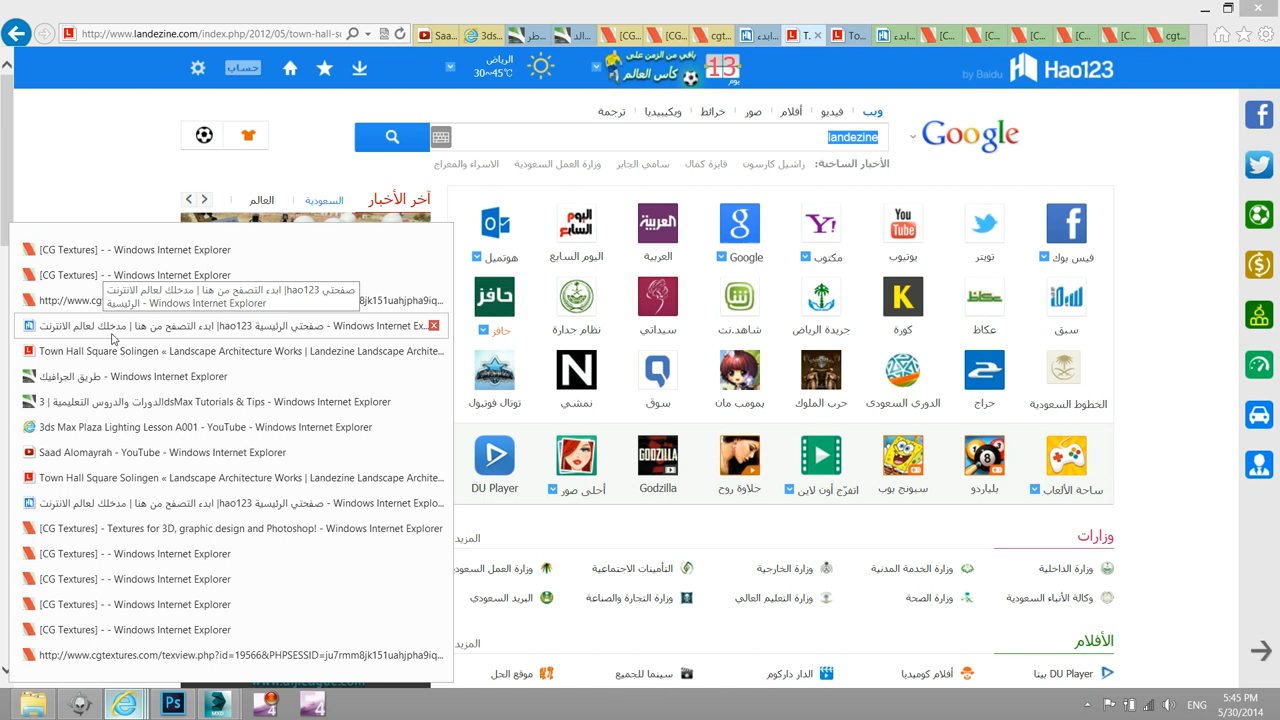 http://www.landezine.com/index.php/2012/05/town-hall-s
Saa...
3ds...
[CG...
[CG...
cgt...
ابدء...
T...
To...
ابدء...
[C...
[C...
[C...
[C...
[C...
cgt...
حساب
الرياض
30~45℃
باقي من الزمن على
كأس العالم
13
يوم
by Baidu
Hao123
ويب
فيديو
أفلام
صور
خرائط
ويكيبيديا
ترجمة
landezine
Google
الأخبار الساخنة:
راشيل كارسون
وزارة العمل السعودية
فايزة كمال
سامي الجابر
الاسراء والمعراج
آخر الأخبار
السعودية
العالم
فيس بوك
تويتر
يوتيوب
مكتوب
Google
العربية
اليوم السابع
هوتميل
سبق
عكاظ
كورة
جريدة الرياض
شاهد.نت
سيداتي
نظام جدارة
حافز
الخطوط السعودية
حراج
الدوري السعودي
حرب الملوك
بومب مان
سوق
نمشي
توتال فوتبول
ساحة الألعاب
بلياردو
سبونج بوب
اتفرّج أون لاين
حلاوة روح
Godzilla
أحلى صور
DU Player
وزارات
المزيد
وزارة الداخلية
وزارة الخدمة المدنية
وزارة الخارجية
التأمينات الاجتماعية
وزارة العمل السعود
وكالة الأنباء السعودية
وزارة الصحة
وزارة التعليم العالي
وزارة التجارة والصناعة
البريد السعودي
الأفلام
المزيد
DU Player بيتا
أفلام كوميديا
الدار داركوم
سينما للجميع
موقع الحل
[CG Textures] - - Windows Internet Explorer
[CG Textures] - - Windows Internet Explorer
صفحتي hao123| ابدء التصفح من هنا | مدخلك لعالم الانترنت
الرئيسية - Windows Internet Explorer
http://www.cg
8jk151uahjpha9iq...
صفحتي الرئيسية hao123| ابدء التصفح من هنا | مدخلك لعالم الانترنت - Windows Internet Ex...
Town Hall Square Solingen « Landscape Architecture Works | Landezine Landscape Archite...
طريق الجرافيك - Windows Internet Explorer
3 | الدورات والدروس التعليميةdsMax Tutorials & Tips - Windows Internet Explorer
3ds Max Plaza Lighting Lesson A001 - YouTube - Windows Internet Explorer
Saad Alomayrah - YouTube - Windows Internet Explorer
Town Hall Square Solingen « Landscape Architecture Works | Landezine Landscape Archite...
صفحتي الرئيسية hao123| ابدء التصفح من هنا | مدخلك لعالم الانترنت - Windows Internet Explo...
[CG Textures] - Textures for 3D, graphic design and Photoshop! - Windows Internet Explorer
[CG Textures] - - Windows Internet Explorer
[CG Textures] - - Windows Internet Explorer
[CG Textures] - - Windows Internet Explorer
[CG Textures] - - Windows Internet Explorer
http://www.cgtextures.com/texview.php?id=19566&PHPSESSID=ju7rmm8jk151uahjpha9iq...
ENG
5:45 PM
5/30/2014